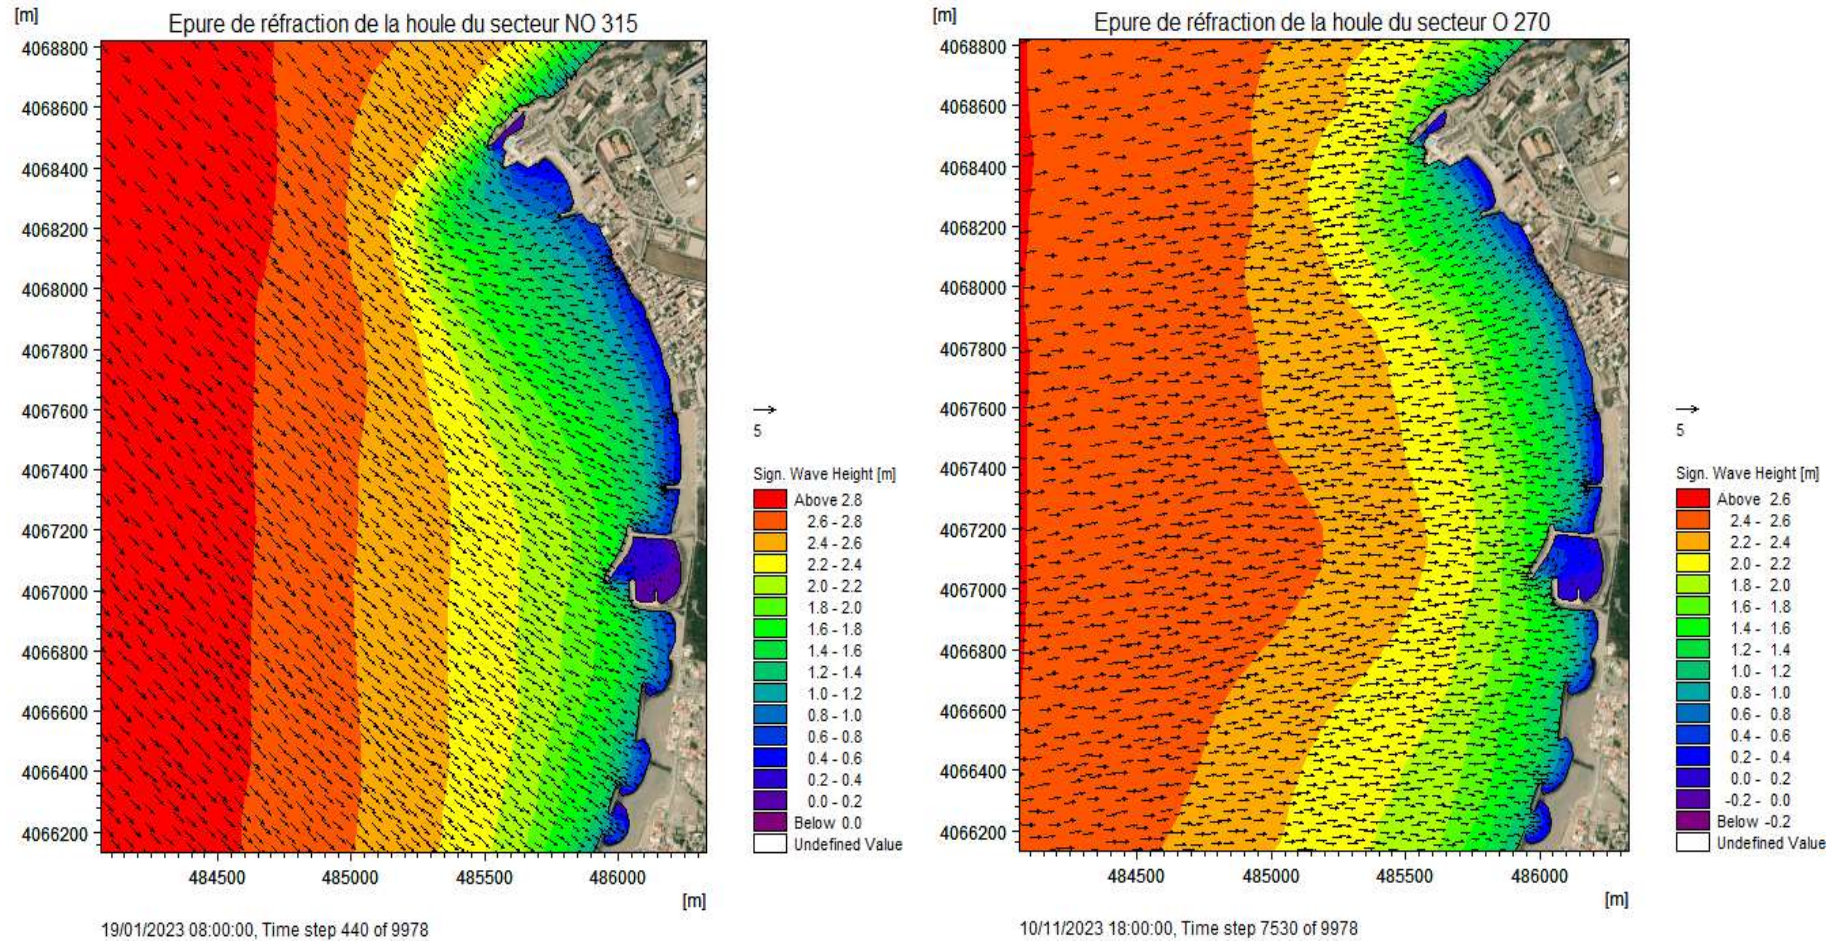 [m]
Epure de réfraction de la houle du secteur NO 315
4068800
4068600
4068400
4068200
4068000
4067800
4067600
4067400
4067200
4067000
4066800
4066600
4066400
4066200
484500
485000
485500
486000
[m]
5
Sign. Wave Height [m]
Above 2.8
2.6 - 2.8
2.4 - 2.6
2.2 - 2.4
2.0 - 2.2
1.8 - 2.0
1.6 - 1.8
1.4 - 1.6
1.2 - 1.4
1.0 - 1.2
0.8 - 1.0
0.6 - 0.8
0.4 - 0.6
0.2 - 0.4
0.0 - 0.2
Below 0.0
Undefined Value
19/01/2023 08:00:00, Time step 440 of 9978
[m]
Epure de réfraction de la houle du secteur O 270
4068800
4068600
4068400
4068200
4068000
4067800
4067600
4067400
4067200
4067000
4066800
4066600
4066400
4066200
484500
485000
485500
486000
[m]
5
Sign. Wave Height [m]
Above 2.6
2.4 - 2.6
2.2 - 2.4
2.0 - 2.2
1.8 - 2.0
1.6 - 1.8
1.4 - 1.6
1.2 - 1.4
1.0 - 1.2
0.8 - 1.0
0.6 - 0.8
0.4 - 0.6
0.2 - 0.4
0.0 - 0.2
-0.2 - 0.0
Below -0.2
Undefined Value
10/11/2023 18:00:00, Time step 7530 of 9978